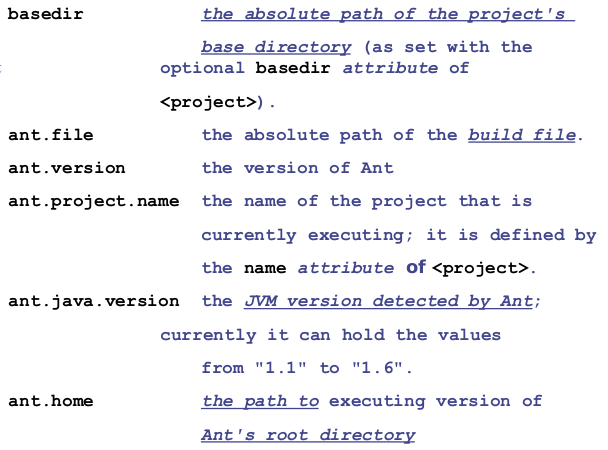 basedir the absolute path of the project's
base directory (as set with the
optional basedir attribute of
<project>).
ant.file the absolute path of the build file.
ant.version the version of Ant
ant.project.name the name of the project that is
currently executing; it is defined by
the name attribute of <project>.
ant.java.version the JVM version detected by Ant;
currently it can hold the values
from "1.1" to "1.6".
ant.home the path to executing version of
Ant's root directory